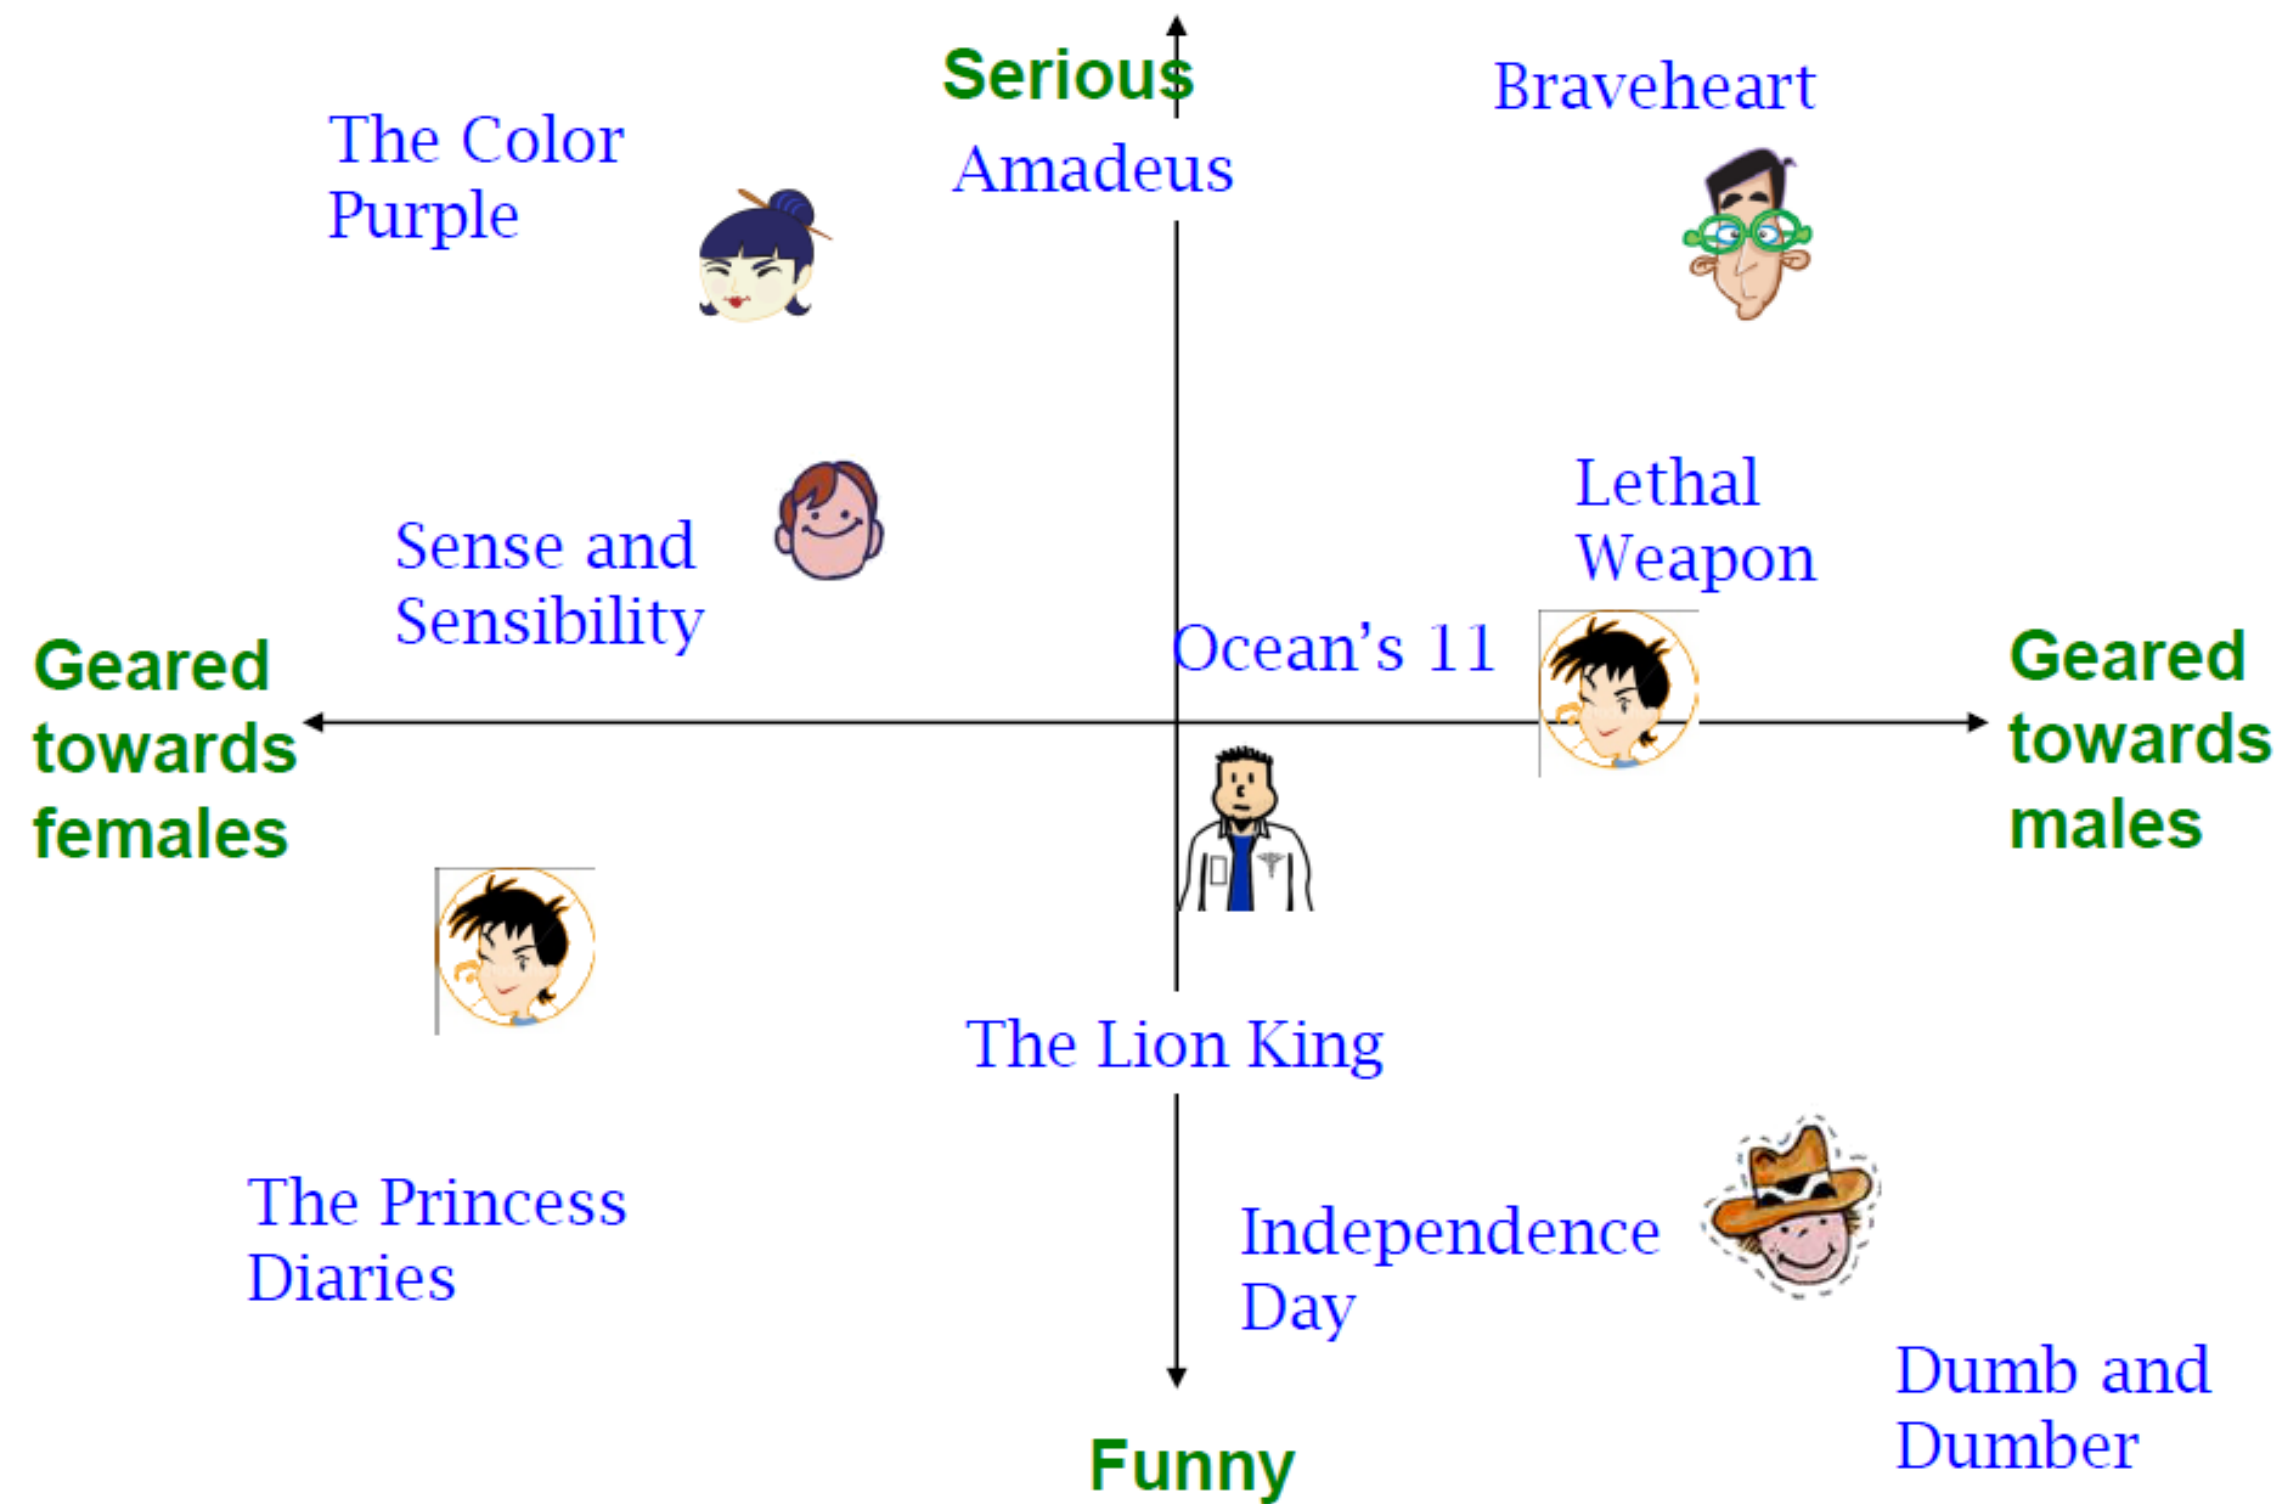 Serious
Braveheart
The Color
Purple
Amadeus
Lethal
Weapon
Sense and
Sensibility
Ocean’s 11
Geared
towards
females
Geared
towards
males
The Lion King
The Princess
Diaries
Independence
Day
Dumb and
Dumber
Funny